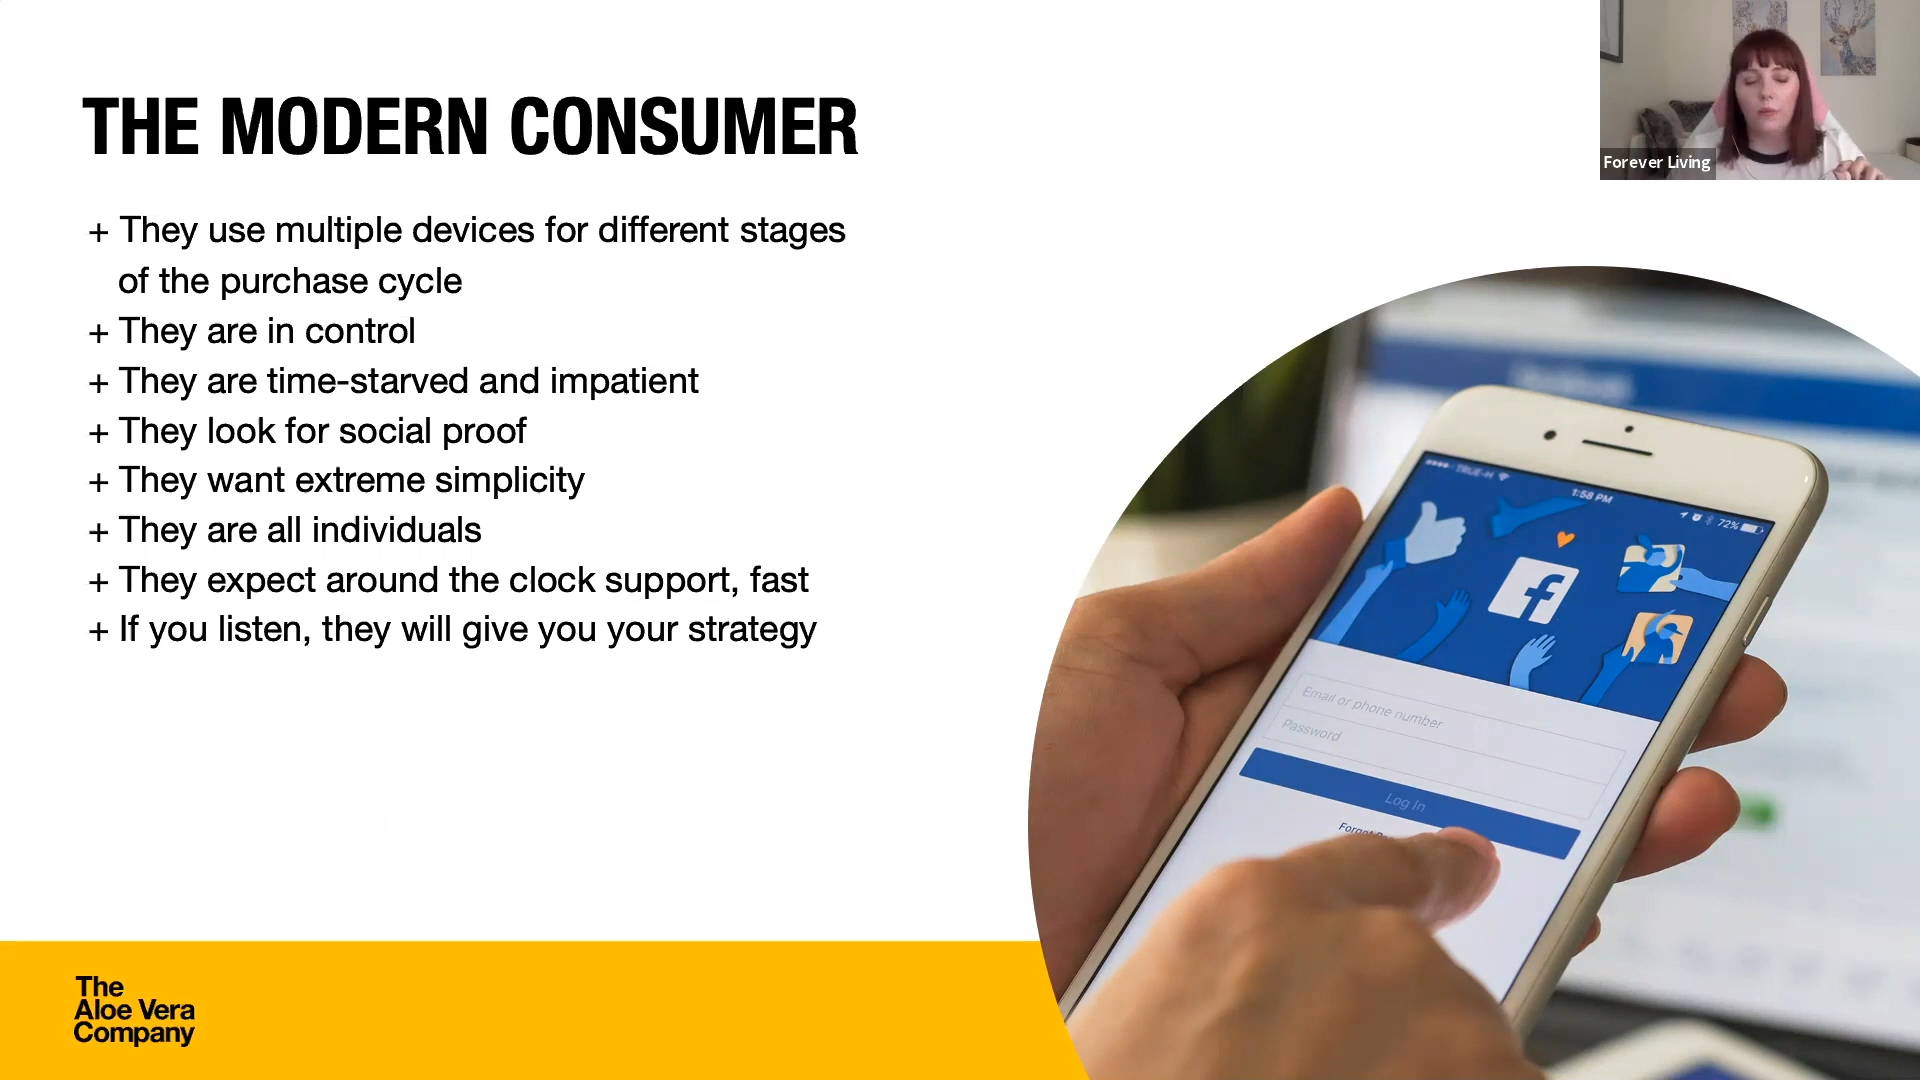 THE MODERN CONSUMER
+ They use multiple devices for different stages
of the purchase cycle
+ They are in control
+ They are time-starved and impatient
+ They look for social proof
+ They want extreme simplicity
+ They are all individuals
+ They expect around the clock support, fast
+ If you listen, they will give you your strategy
Forever Living
TRUE-H
1:58 PM
72%
Email or phone number
Password
Log In
The
Aloe Vera
Company